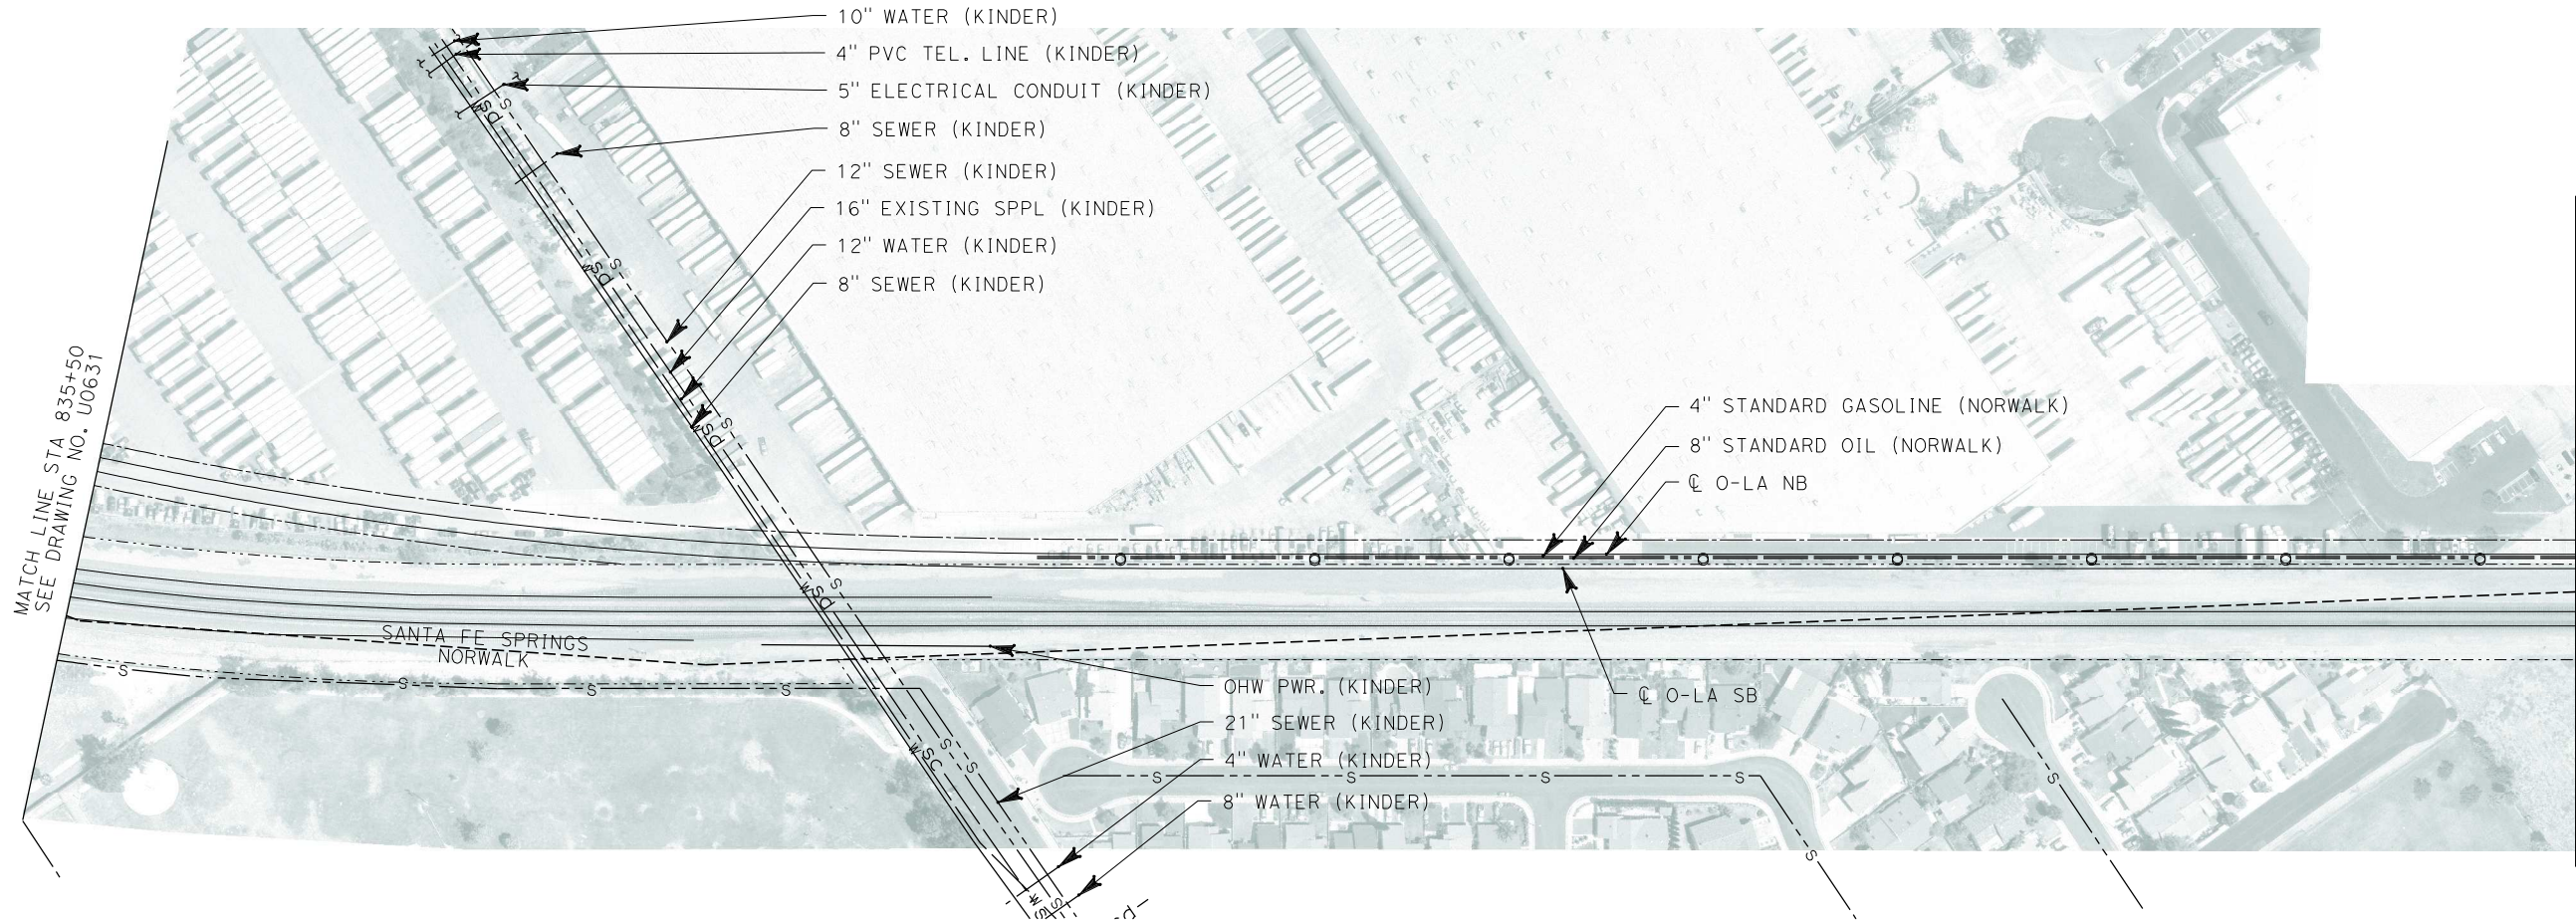 10" WATER (KINDER)
4" PVC TEL. LINE (KINDER)
5" ELECTRICAL CONDUIT (KINDER)
8" SEWER (KINDER)
12" SEWER (KINDER)
16" EXISTING SPPL (KINDER)
12" WATER (KINDER)
8" SEWER (KINDER)
MATCH LINE STA 835+50
SEE DRAWING NO. U0631
4" STANDARD GASOLINE (NORWALK)
8" STANDARD OIL (NORWALK)
℄ O-LA NB
SANTA FE SPRINGS
NORWALK
OHW PWR. (KINDER)
21" SEWER (KINDER)
4" WATER (KINDER)
8" WATER (KINDER)
℄ O-LA SB
S
S
S
S
S
S
S
S
S
S
S
S
S
S